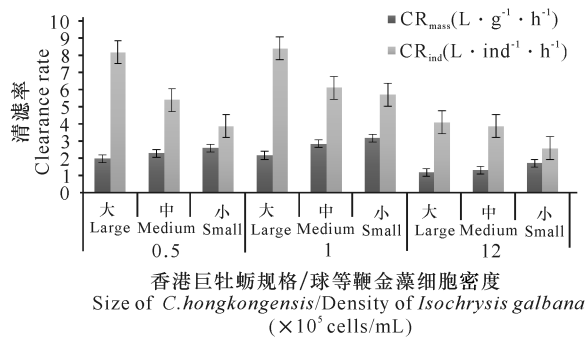 10
9
8
7
6
5
4
3
2
1
0
清滤率
Clearance rate
CRmass(L · g⁻¹ · h⁻¹)
CRind(L · ind⁻¹ · h⁻¹)
大 中 小 大 中 小 大 中 小
Large Medium Small Large Medium Small Large Medium Small
0.5 1 12
香港巨牡蛎规格/球等鞭金藻细胞密度
Size of C.hongkongensis/Density of Isochrysis galbana
(×10⁵cells/mL)